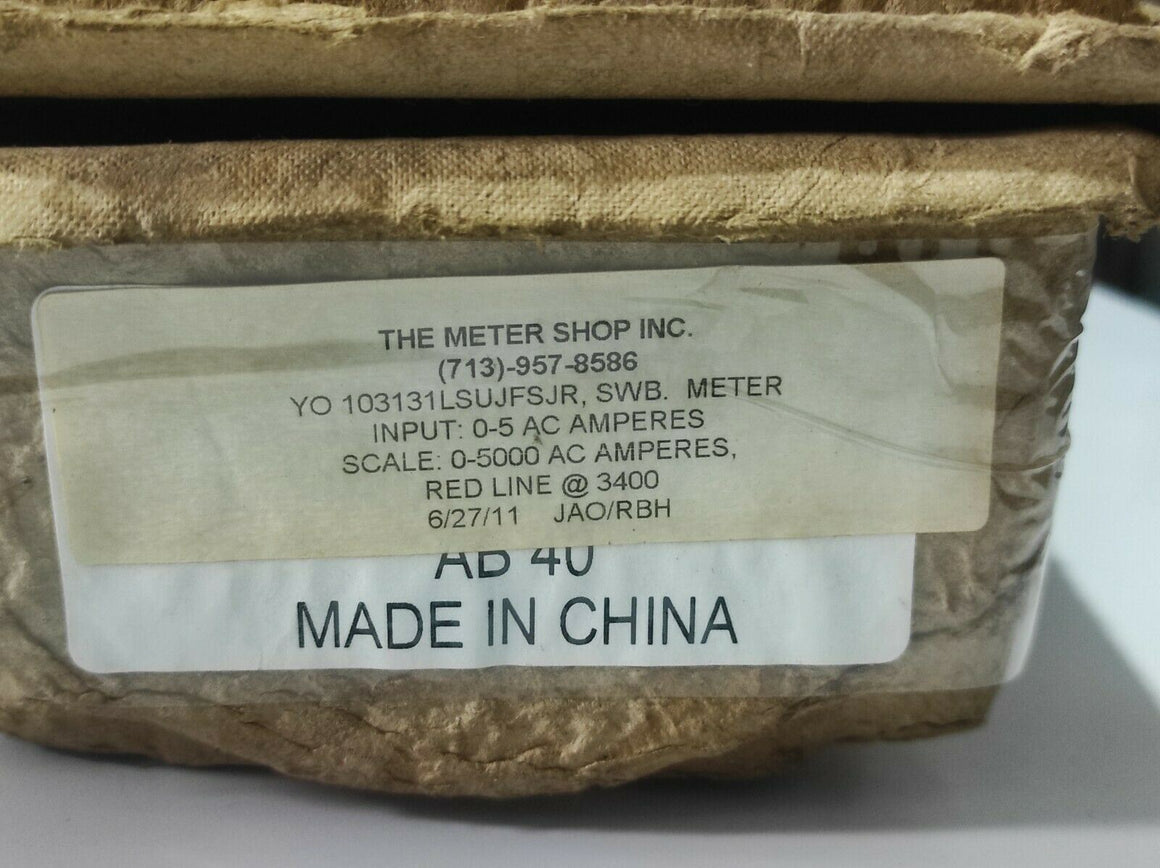 THE METER SHOP INC.
(713)-957-8586
YO 103131LSUJFSJR, SWB. METER
INPUT: 0-5 AC AMPERES
SCALE: 0-5000 AC AMPERES,
RED LINE @ 3400
6/27/11 JAO/RBH
AB 40
MADE IN CHINA